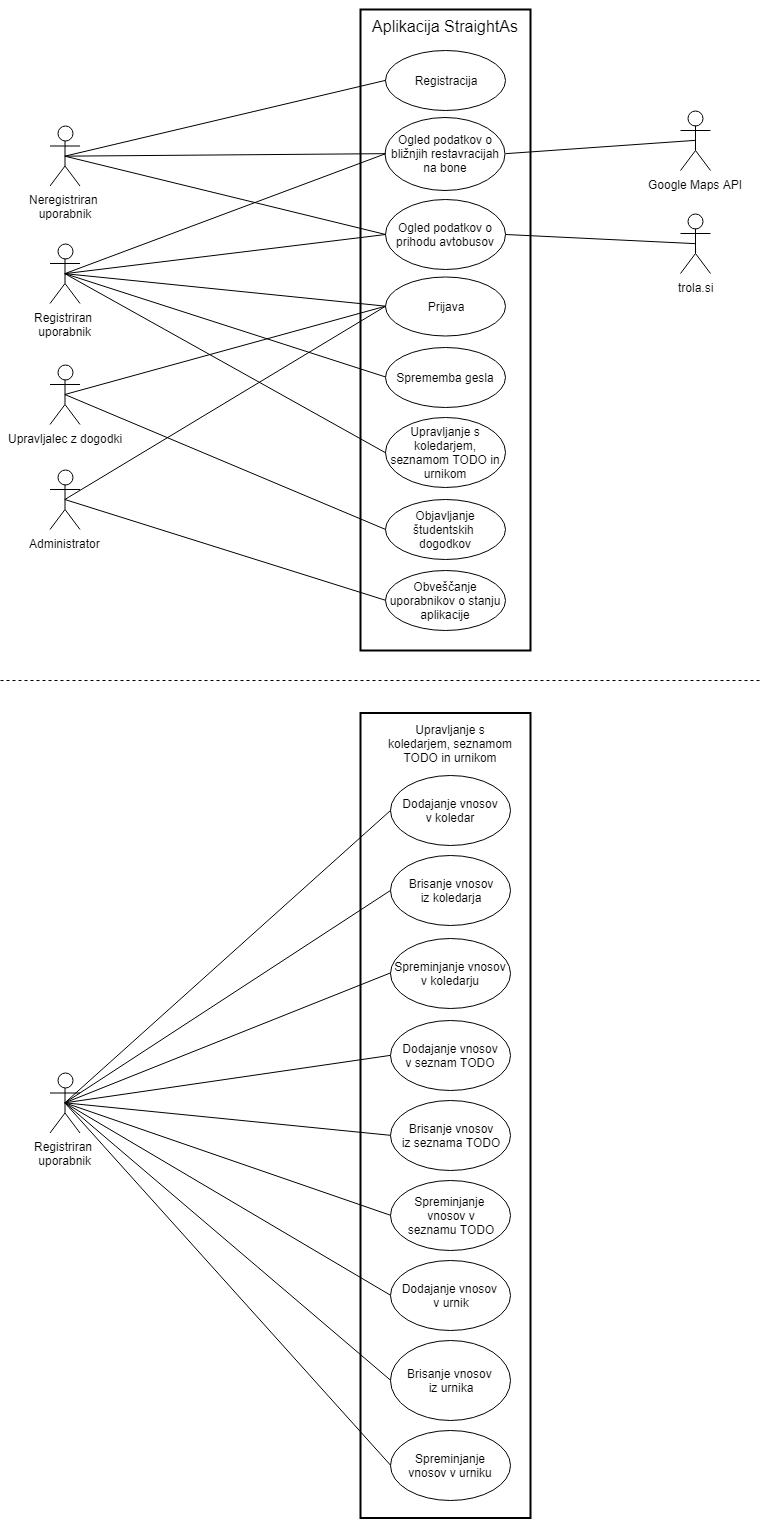 Aplikacija StraightAs
Registracija
Ogled podatkov o
bližnjih restavracijah
na bone
Ogled podatkov o
prihodu avtobusov
Prijava
Sprememba gesla
Upravljanje s
koledarjem,
seznamom TODO in
urnikom
Objavljanje
študentskih
dogodkov
Obveščanje
uporabnikov o stanju
aplikacije
Neregistriran
uporabnik
Registriran
uporabnik
Upravljalec z dogodki
Administrator
Google Maps API
trola.si
Upravljanje s
koledarjem, seznamom
TODO in urnikom
Dodajanje vnosov
v koledar
Brisanje vnosov
iz koledarja
Spreminjanje vnosov
v koledarju
Dodajanje vnosov
v seznam TODO
Brisanje vnosov
iz seznama TODO
Spreminjanje
vnosov v
seznamu TODO
Dodajanje vnosov
v urnik
Brisanje vnosov
iz urnika
Spreminjanje
vnosov v urniku
Registriran
uporabnik